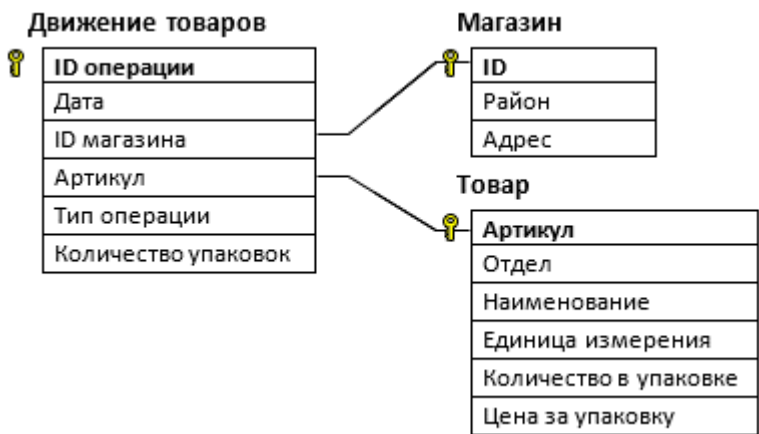 Движение товаров
ID операции
Дата
ID магазина
Артикул
Тип операции
Количество упаковок
Магазин
ID
Район
Адрес
Товар
Артикул
Отдел
Наименование
Единица измерения
Количество в упаковке
Цена за упаковку